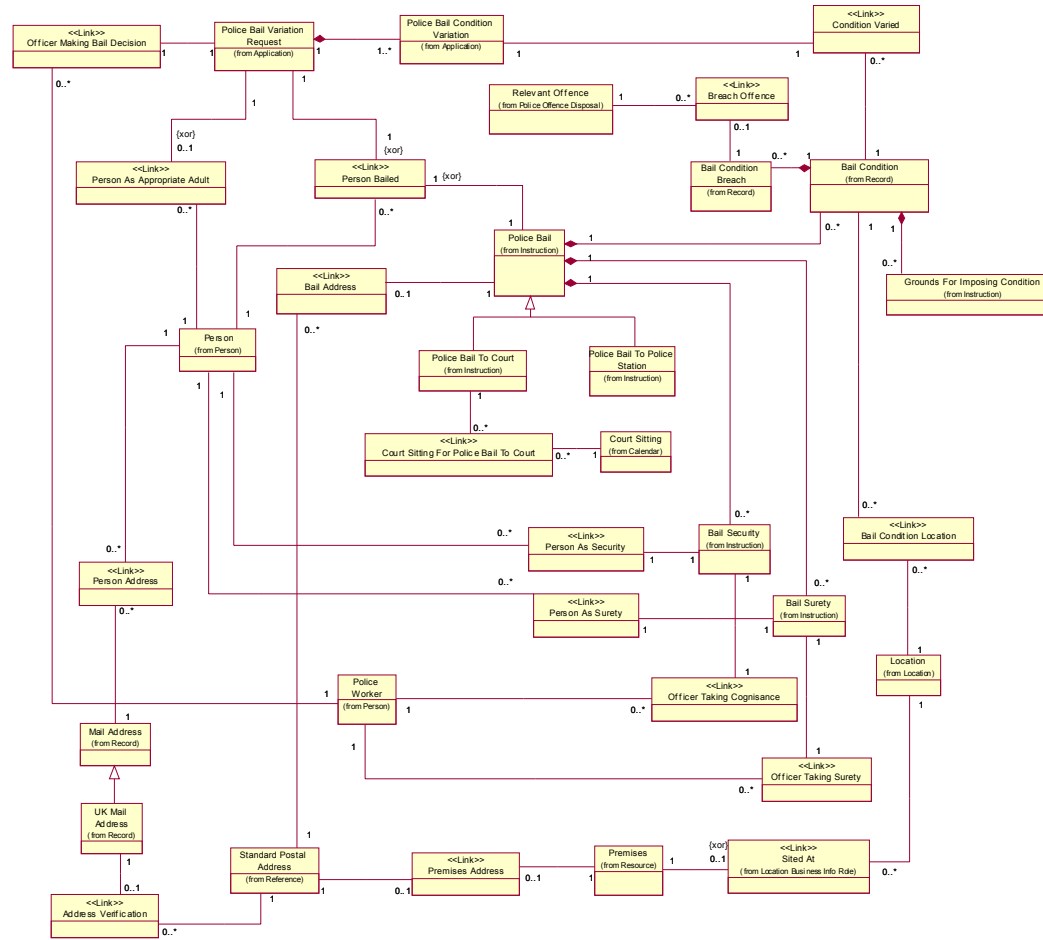 <<Link>>
Officer Making Bail Decision
Police Bail Variation
Request
(from Application)
Police Bail Condition
Variation
(from Application)
<<Link>>
Condition Varied
1
1
1
1..*
1
1
0..*
0..*
1
1
Relevant Offence
(from Police Offence Disposal)
1
0..*
<<Link>>
Breach Offence
0..1
{xor}
0..1
1
{xor}
1
0..*
1
1
<<Link>>
Person As Appropriate Adult
<<Link>>
Person Bailed
1
{xor}
Bail Condition
Breach
(from Record)
Bail Condition
(from Record)
0..*
0..*
1
Police Bail
(from Instruction)
1
1
1
0..*
1
1
0..*
<<Link>>
Bail Address
0..1
1
Grounds For Imposing Condition
(from Instruction)
0..*
1
1
1
Person
(from Person)
Police Bail To Court
(from Instruction)
Police Bail To Police
Station
(from Instruction)
1
1
1
0..*
<<Link>>
Court Sitting For Police Bail To Court
0..*
1
Court Sitting
(from Calendar)
0..*
0..*
0..*
0..*
<<Link>>
Person As Security
1
1
Bail Security
(from Instruction)
<<Link>>
Bail Condition Location
<<Link>>
Person Address
0..*
0..*
1
0..*
0..*
<<Link>>
Person As Surety
1
1
Bail Surety
(from Instruction)
1
1
Location
(from Location)
1
1
Police
Worker
(from Person)
1
1
0..*
<<Link>>
Officer Taking Cognisance
1
Mail Address
(from Record)
1
0..*
1
<<Link>>
Officer Taking Surety
UK Mail
Address
(from Record)
1
1
Standard Postal
Address
(from Reference)
1
0..1
<<Link>>
Premises Address
0..1
1
Premises
(from Resource)
1
{xor}
0..1
<<Link>>
Sited At
(from Location Business Info Role)
0..*
0..1
<<Link>>
Address Verification
0..*
1